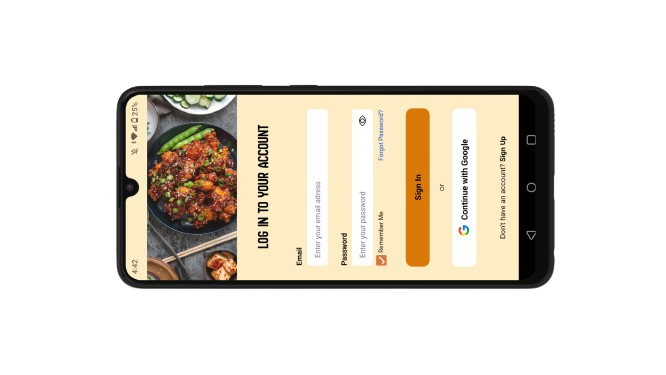 4:42
25%
LOG IN TO YOUR ACCOUNT
Email
Enter your email adress
Password
Enter your password
Remember Me
Forgot Password?
Sign In
or
Continue with Google
Don't have an account? Sign Up